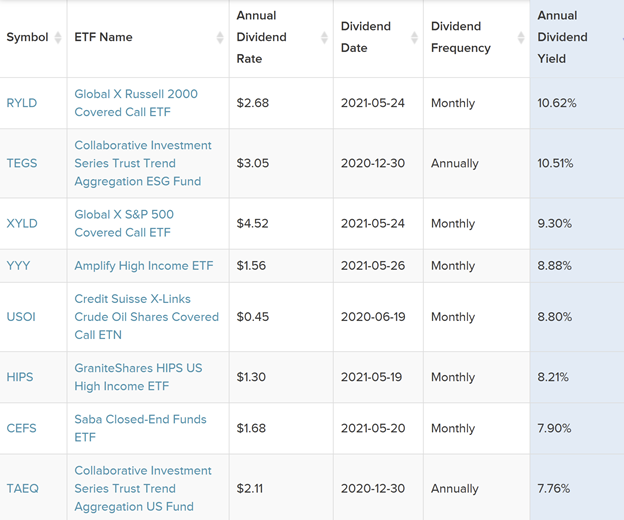 Symbol ETF Name Annual Dividend Rate Dividend Date Dividend Frequency Annual Dividend Yield
RYLD Global X Russell 2000 Covered Call ETF $2.68 2021-05-24 Monthly 10.62%
TEGS Collaborative Investment Series Trust Trend Aggregation ESG Fund $3.05 2020-12-30 Annually 10.51%
XYLD Global X S&P 500 Covered Call ETF $4.52 2021-05-24 Monthly 9.30%
YYY Amplify High Income ETF $1.56 2021-05-26 Monthly 8.88%
USOI Credit Suisse X-Links Crude Oil Shares Covered Call ETN $0.45 2020-06-19 Monthly 8.80%
HIPS GraniteShares HIPS US High Income ETF $1.30 2021-05-19 Monthly 8.21%
CEFS Saba Closed-End Funds ETF $1.68 2021-05-20 Monthly 7.90%
TAEQ Collaborative Investment Series Trust Trend Aggregation US Fund $2.11 2020-12-30 Annually 7.76%